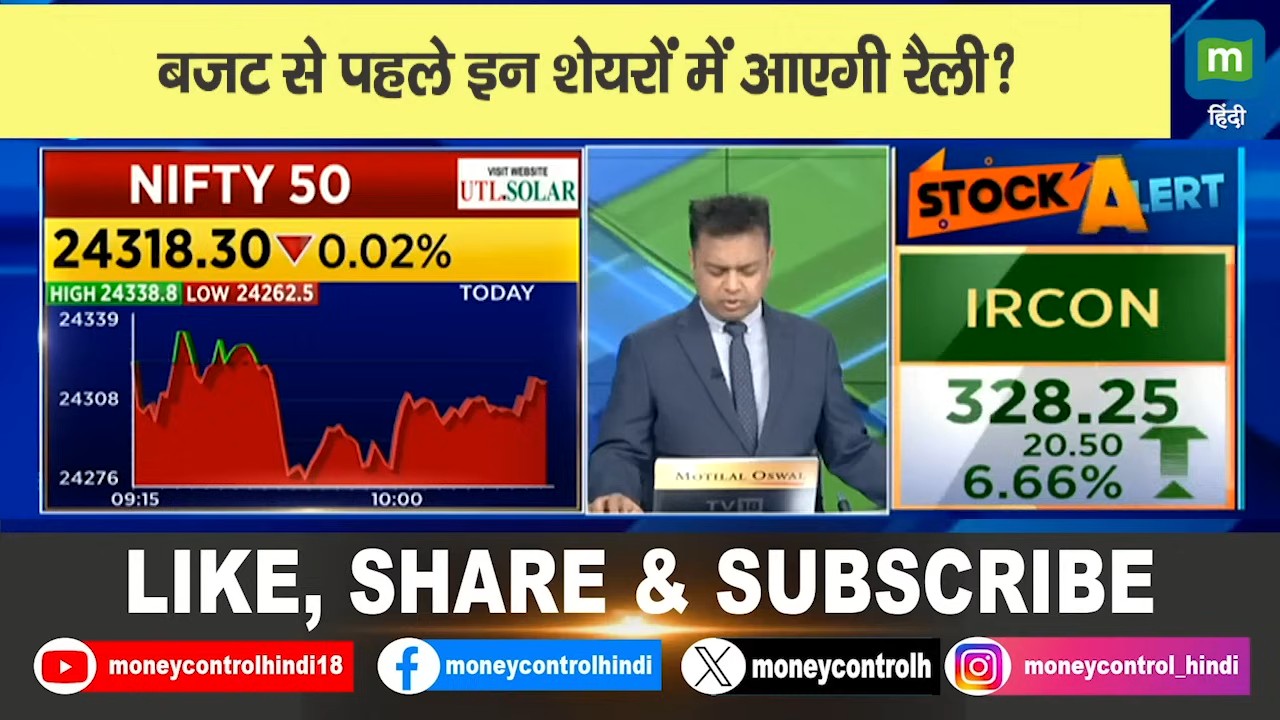 बजट से पहले इन शेयरों में आएगी रैली?
m
हिंदी
NIFTY 50
VISIT WEBSITE
UTL.SOLAR
24318.30 0.02%
HIGH 24338.8 LOW 24262.5
TODAY
24339
24308
24276
09:15 10:00
MOTILAL OSWAL
STOCK ALERT
IRCON
328.25
20.50
6.66%
LIKE, SHARE & SUBSCRIBE
moneycontrolhindi18
moneycontrolhindi
moneycontrolh
moneycontrol_hindi